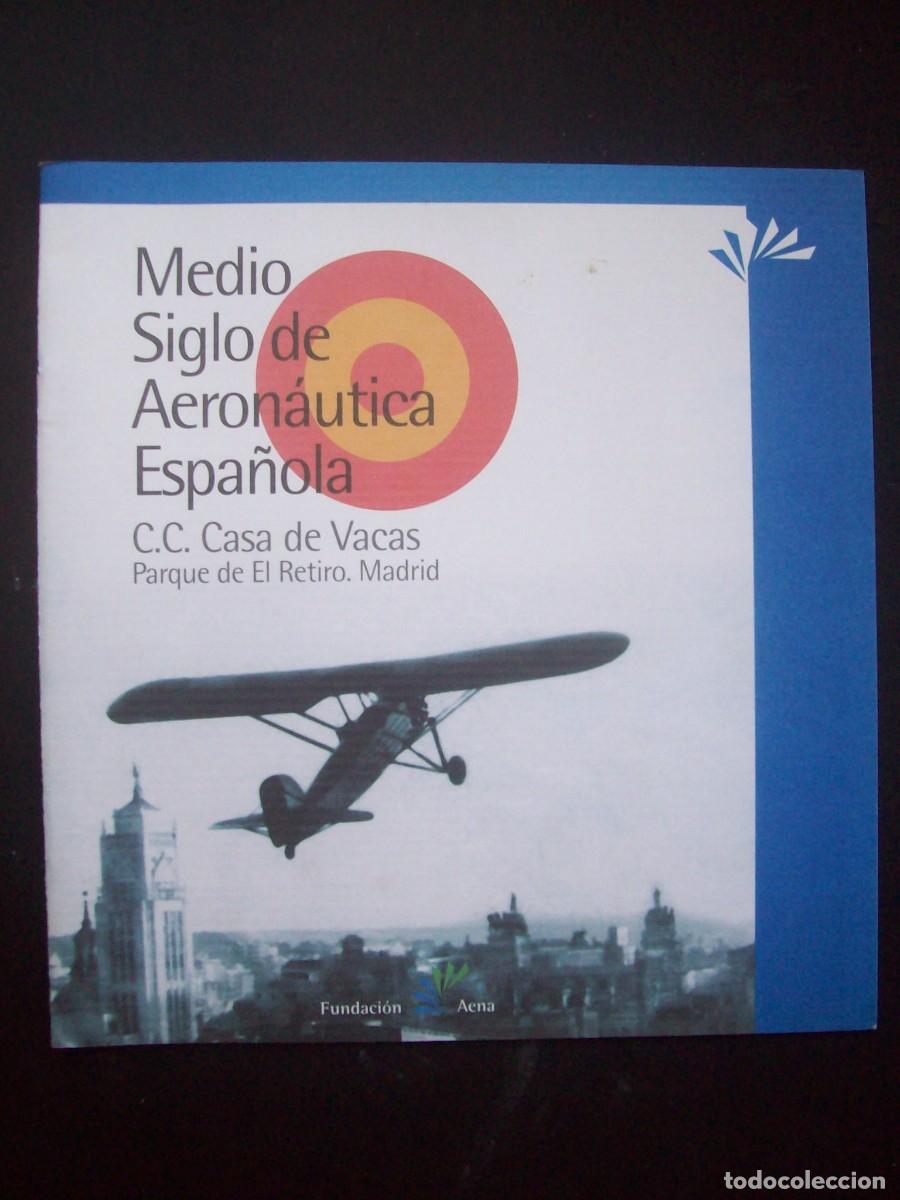 Medio
Siglo de
Aeronáutica
Española
C.C. Casa de Vacas
Parque de El Retiro. Madrid
Fundación Aena
todocoleccion